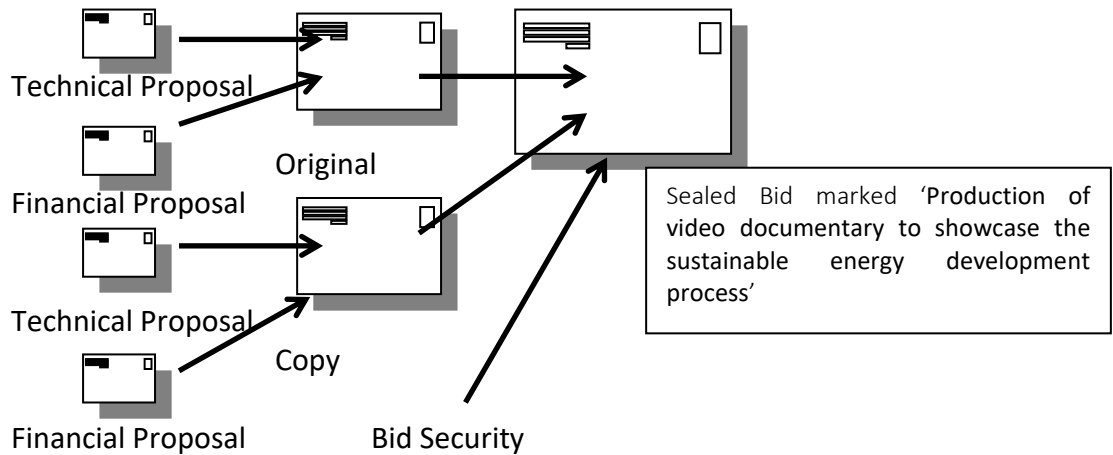 Technical Proposal
Original
Financial Proposal
Sealed Bid marked ‘Production of
video documentary to showcase the
sustainable energy development
process’
Technical Proposal
Copy
Financial Proposal
Bid Security